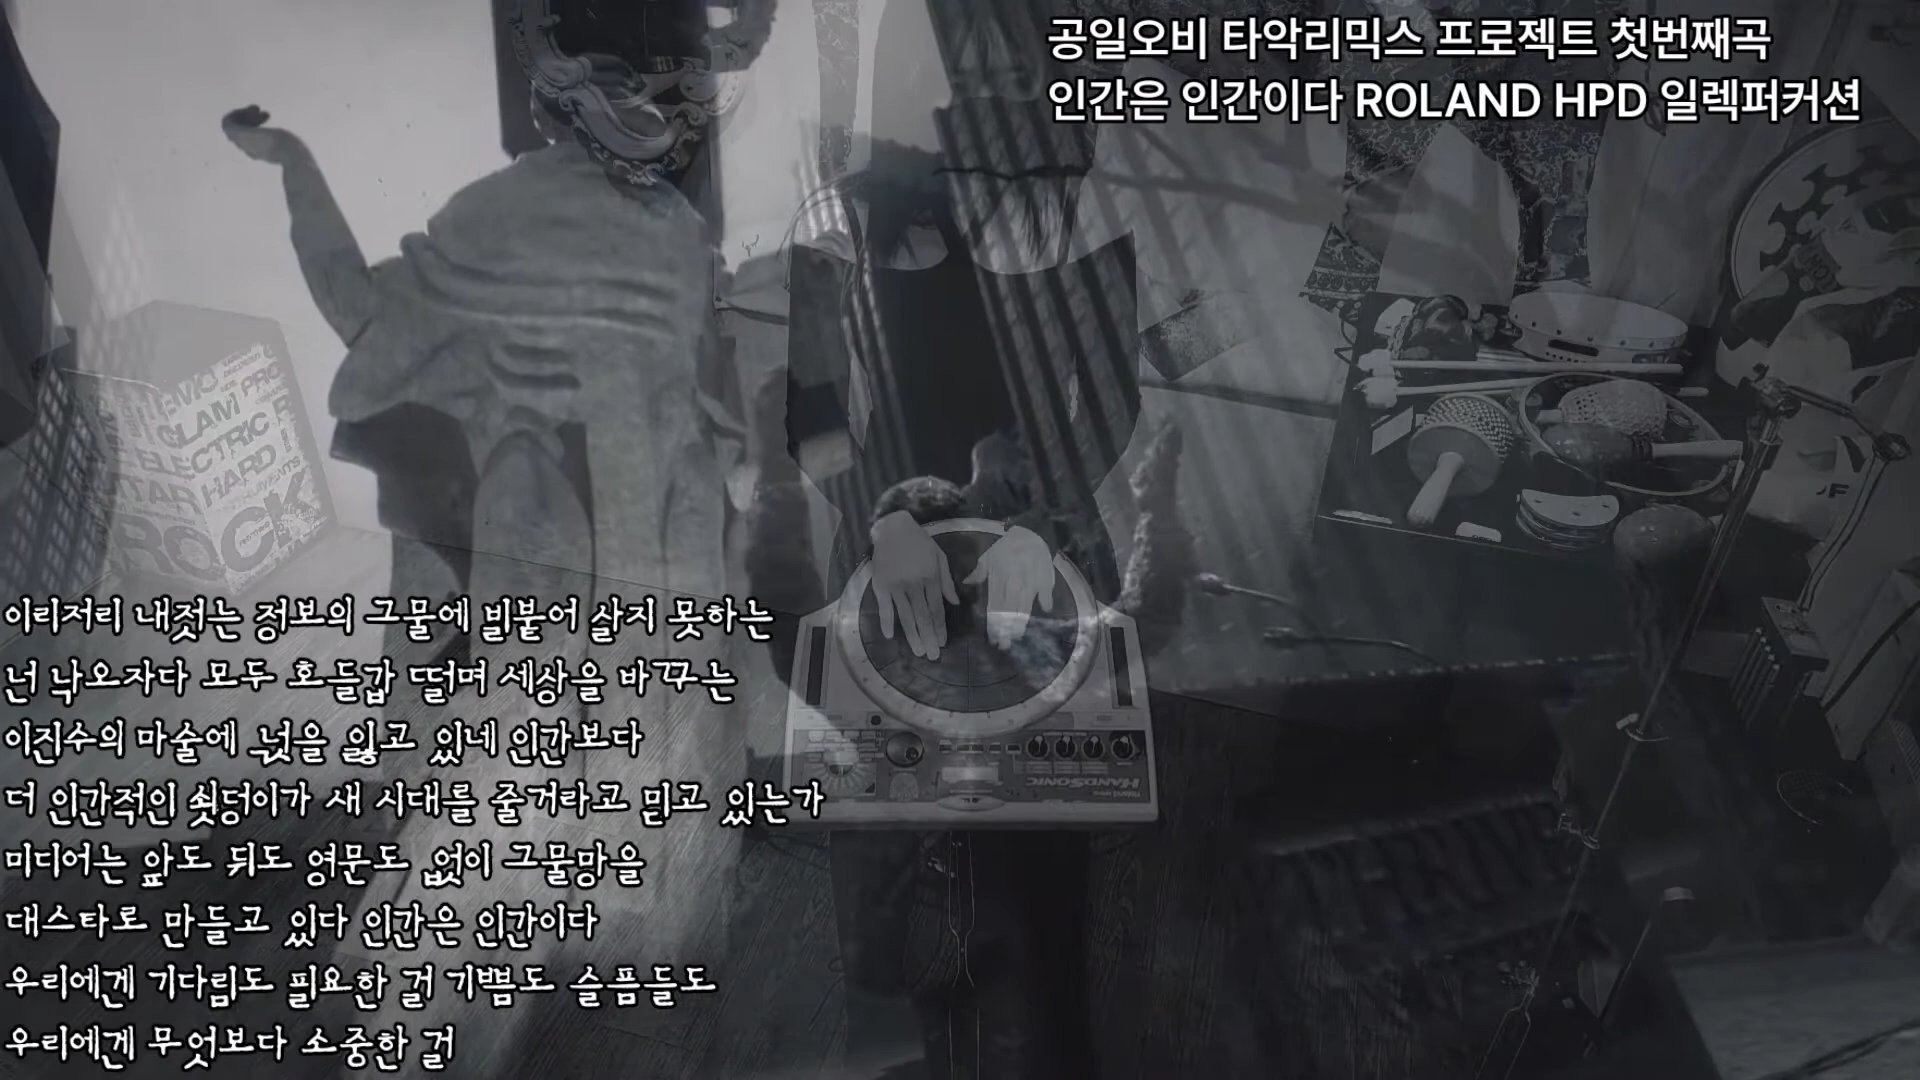 공일오비 타악리믹스 프로젝트 첫번째곡
인간은 인간이다 ROLAND HPD 일렉퍼커션
GLAM PRO
ELECTRIC
HARD
ROCK
이리저리 내젓는 정보의 그물에 빌붙어 살지 못하는
넌 낙오자다 모두 호들갑 떨며 세상을 바꾸는
이진수의 마술에 넋을 잃고 있네 인간보다
더 인간적인 쇳덩이가 새 시대를 줄거라고 믿고 있는가
미디어는 앞도 뒤도 영문도 없이 그물망을
대스타로 만들고 있다 인간은 인간이다
우리에겐 기다림도 필요한 걸 기쁨도 슬픔들도
우리에겐 무엇보다 소중한 걸
HANDSONIC
Roland